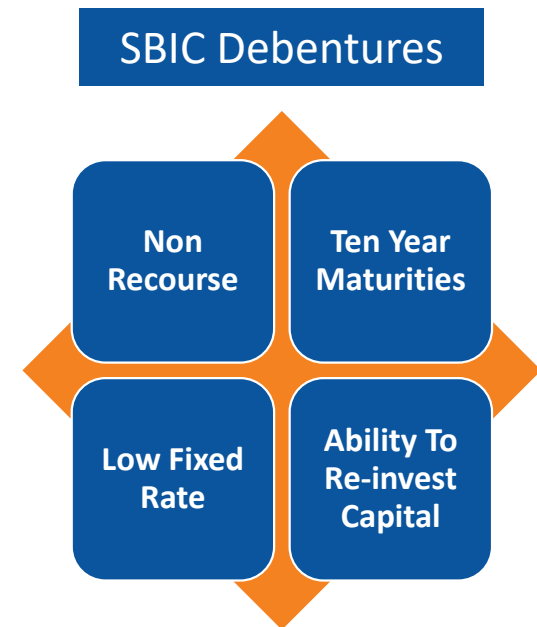 SBIC Debentures
Non
Recourse
Ten Year
Maturities
Low Fixed
Rate
Ability To
Re-invest
Capital